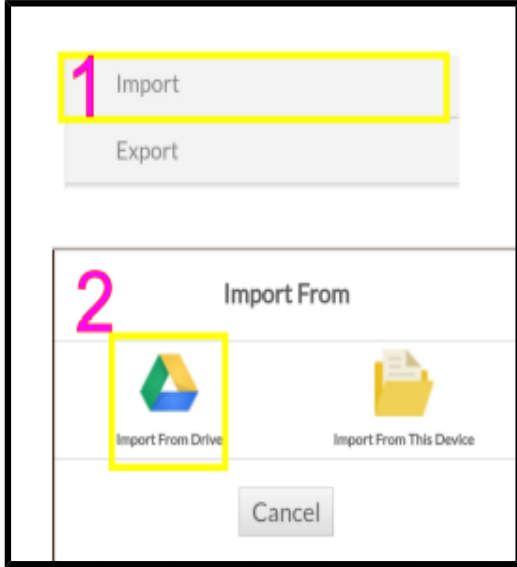 1
Import
Export
2
Import From
Import From Drive
Import From This Device
Cancel